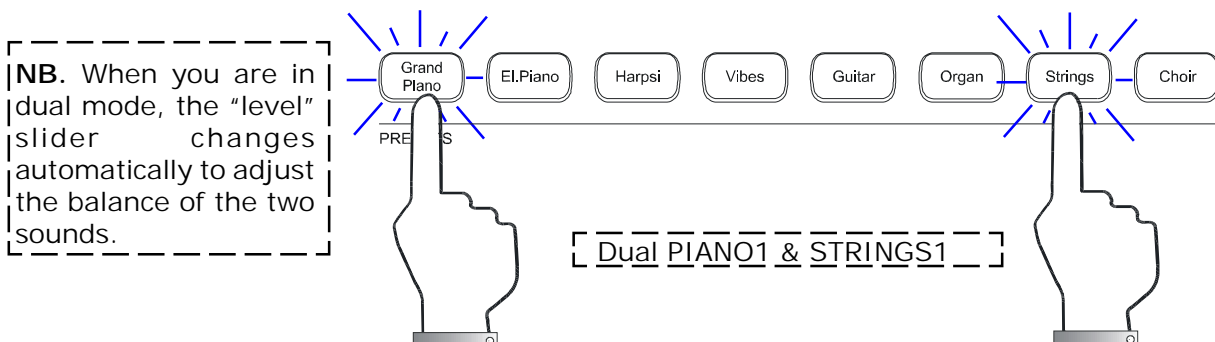 NB. When you are in
dual mode, the "level"
slider changes
automatically to adjust
the balance of the two
sounds.
Grand
Piano
El.Piano
Harpsi
Vibes
Guitar
Organ
Strings
Choir
Dual PIANO1 & STRINGS1